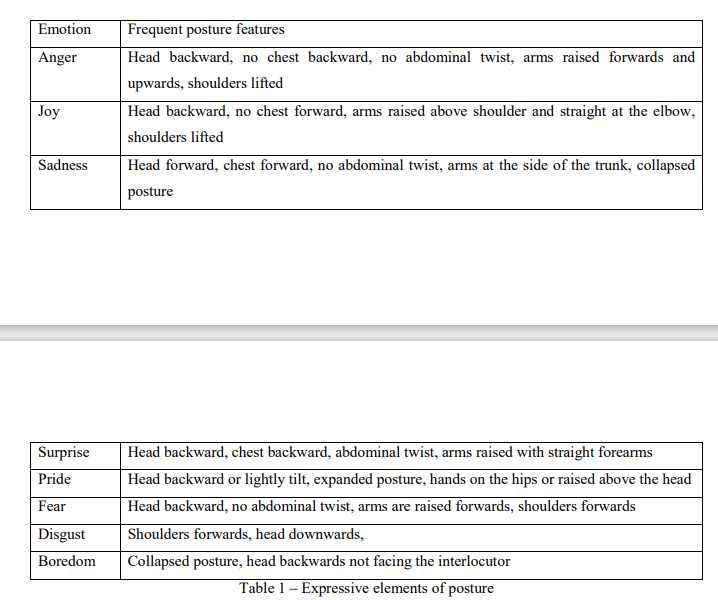 Emotion Frequent posture features
Anger Head backward, no chest backward, no abdominal twist, arms raised forwards and
upwards, shoulders lifted
Joy Head backward, no chest forward, arms raised above shoulder and straight at the elbow,
shoulders lifted
Sadness Head forward, chest forward, no abdominal twist, arms at the side of the trunk, collapsed
posture
Surprise Head backward, chest backward, abdominal twist, arms raised with straight forearms
Pride Head backward or lightly tilt, expanded posture, hands on the hips or raised above the head
Fear Head backward, no abdominal twist, arms are raised forwards, shoulders forwards
Disgust Shoulders forwards, head downwards,
Boredom Collapsed posture, head backwards not facing the interlocutor
Table 1 – Expressive elements of posture